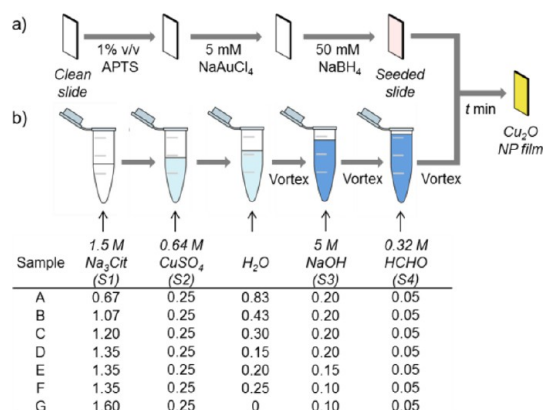 a)
1% v/v
APTS
5 mM
NaAuCl4
50 mM
NaBH4
Clean
slide
Seeded
slide
t min
Cu2O
NP film
b)
Vortex Vortex Vortex
1.5 M 0.64 M 5 M 0.32 M
Sample Na3Cit CuSO4 H2O NaOH HCHO
(S1) (S2) (S3) (S4)
A 0.67 0.25 0.83 0.20 0.05
B 1.07 0.25 0.43 0.20 0.05
C 1.20 0.25 0.30 0.20 0.05
D 1.35 0.25 0.15 0.20 0.05
E 1.35 0.25 0.20 0.15 0.05
F 1.35 0.25 0.25 0.10 0.05
G 1.60 0.25 0 0.10 0.05